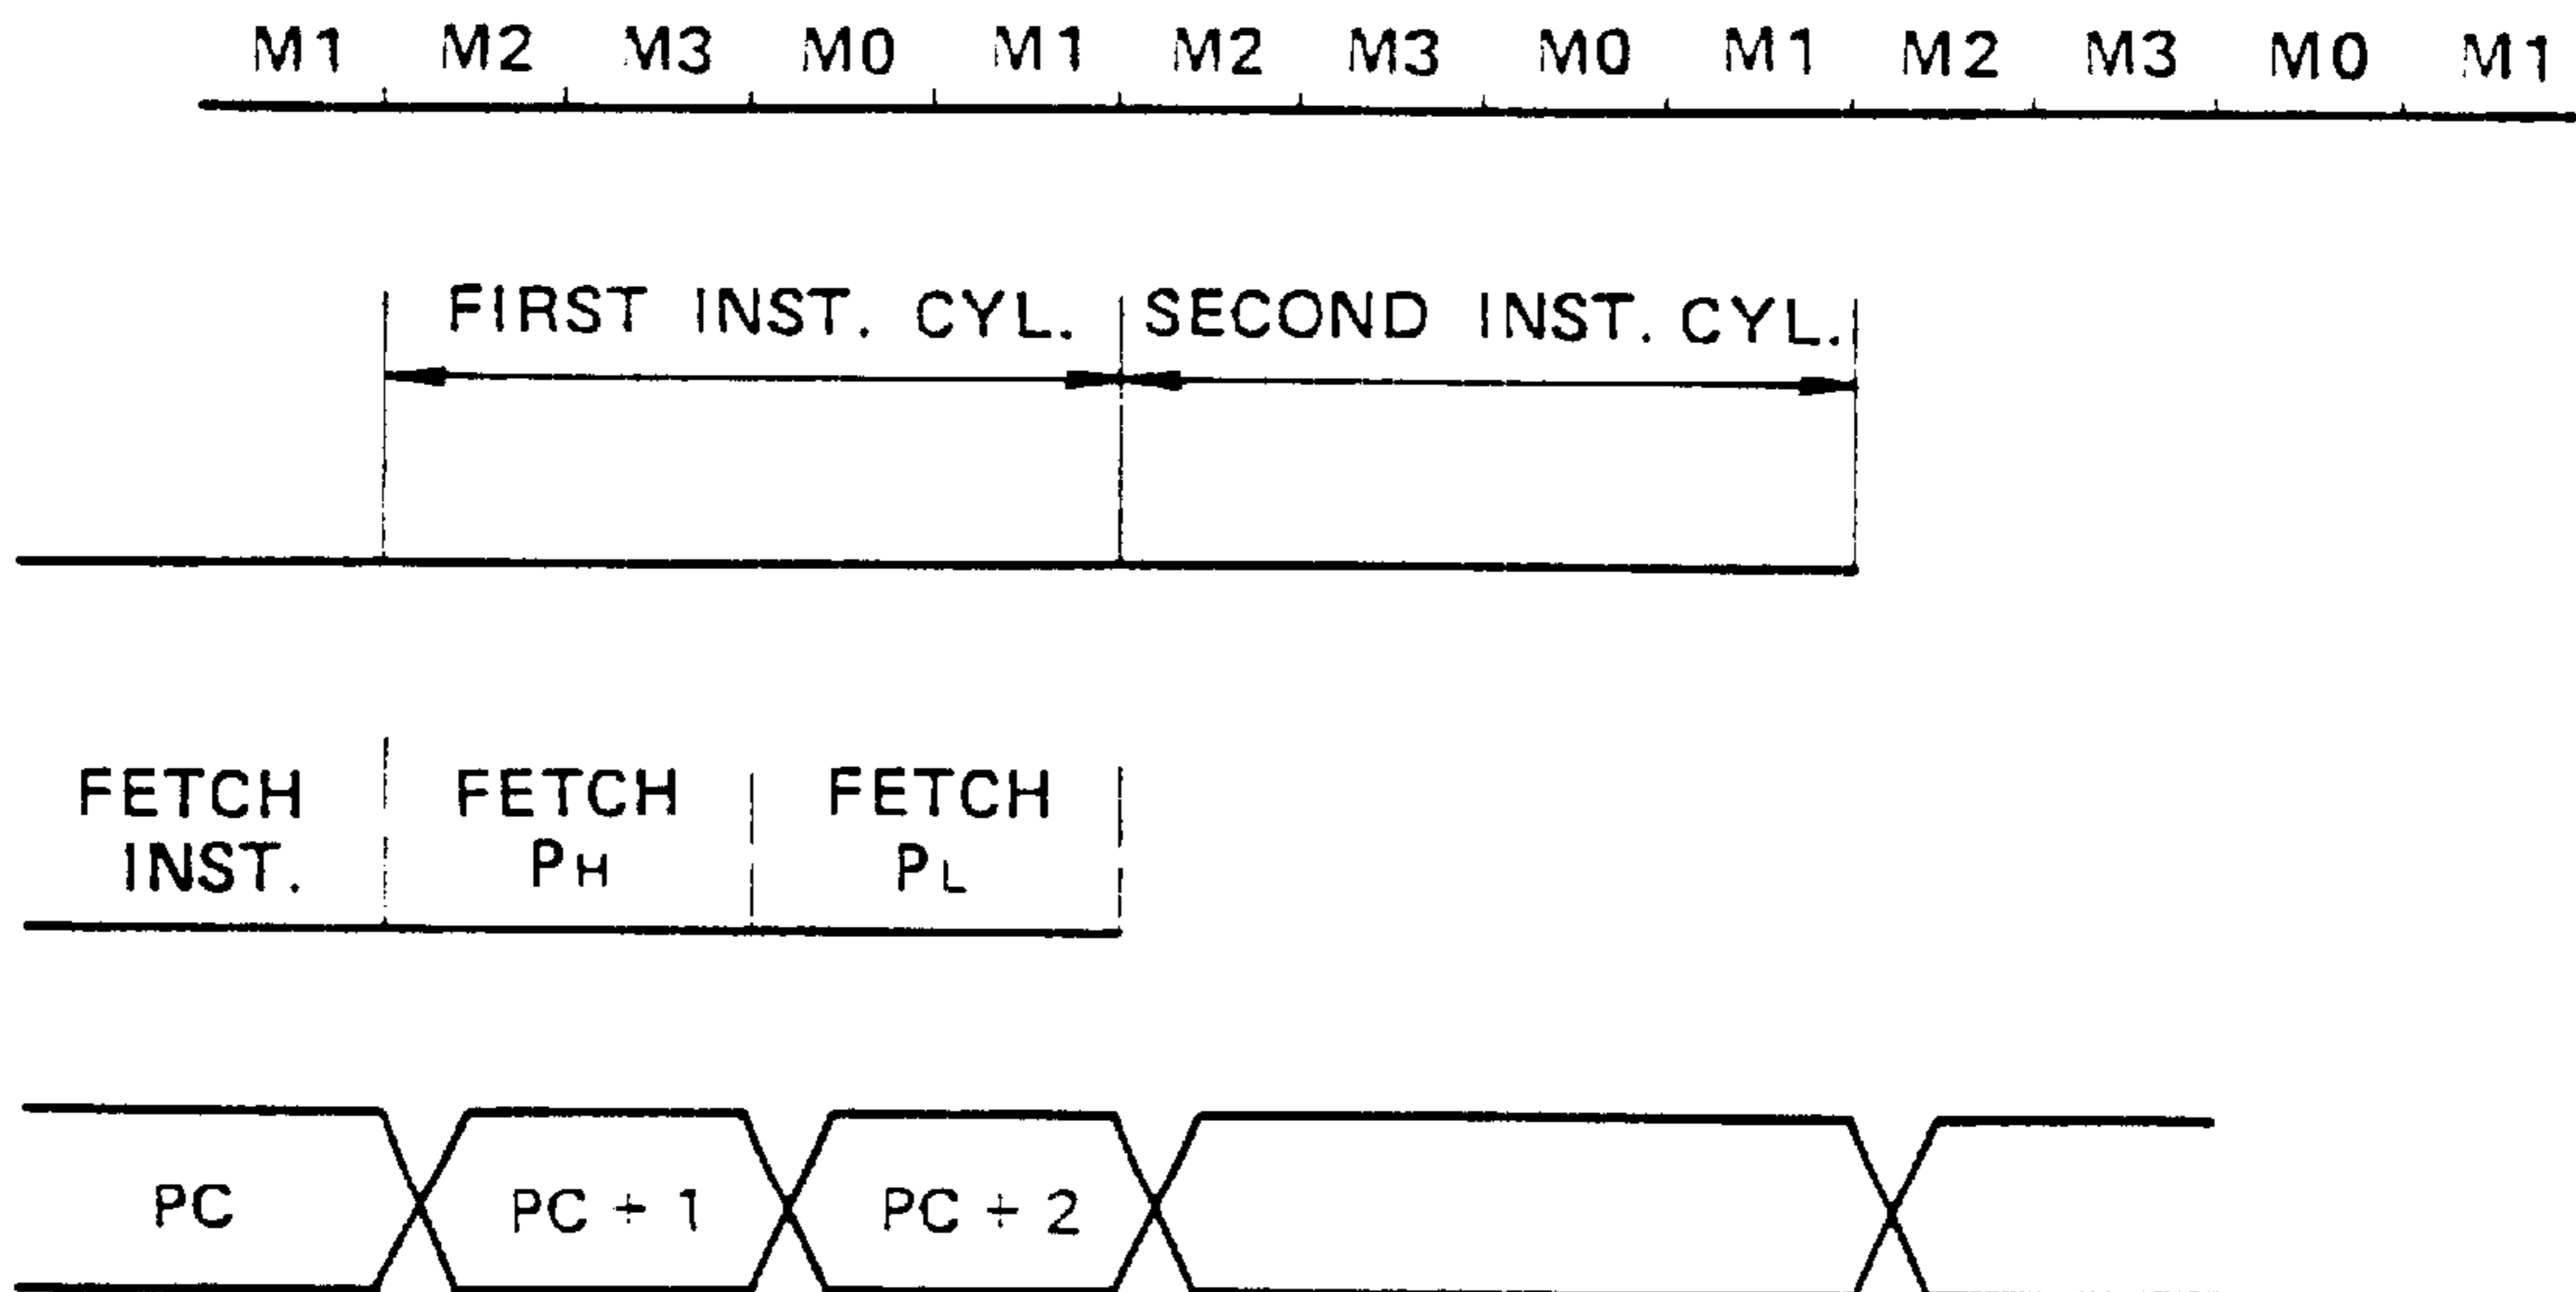 M1 M2 M3 M0 M1 M2 M3 M0 M1 M2 M3 M0 M1
FIRST INST. CYL. SECOND INST. CYL.
FETCH FETCH FETCH
INST. PH PL
PC PC + 1 PC + 2